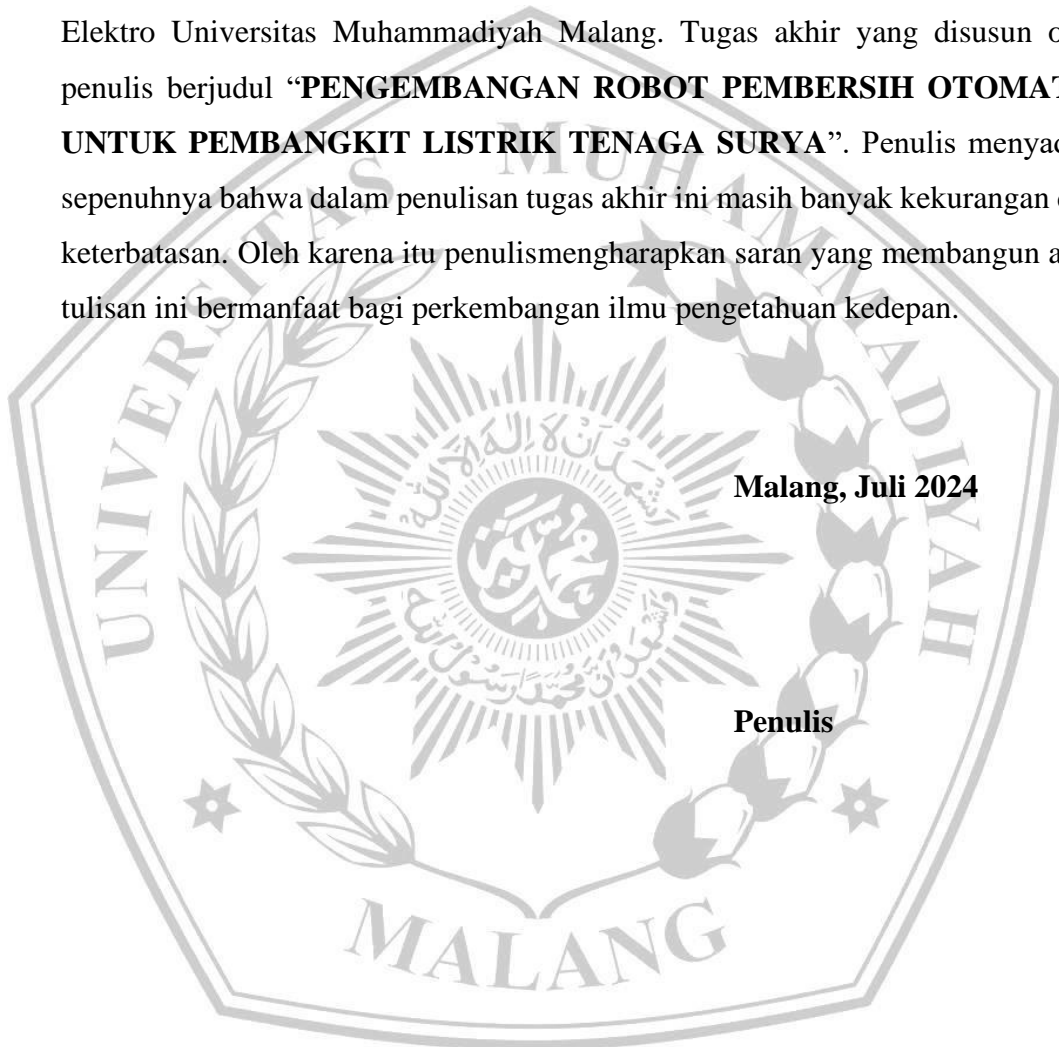 Elektro Universitas Muhammadiyah Malang. Tugas akhir yang disusun
penulis berjudul “PENGEMBANGAN ROBOT PEMBERSIH
UNTUK PEMBANGKIT LISTRIK TENAGA SURYA”. Penulis
sepenuhnya bahwa dalam penulisan tugas akhir ini masih banyak kekurangan
keterbatasan. Oleh karena itu penulismengharapkan saran yang membangun
tulisan ini bermanfaat bagi perkembangan ilmu pengetahuan kedepan.
UNIVERSITAS MUHAMMADIYAH
Malang, Juli 2024
Penulis
MALANG